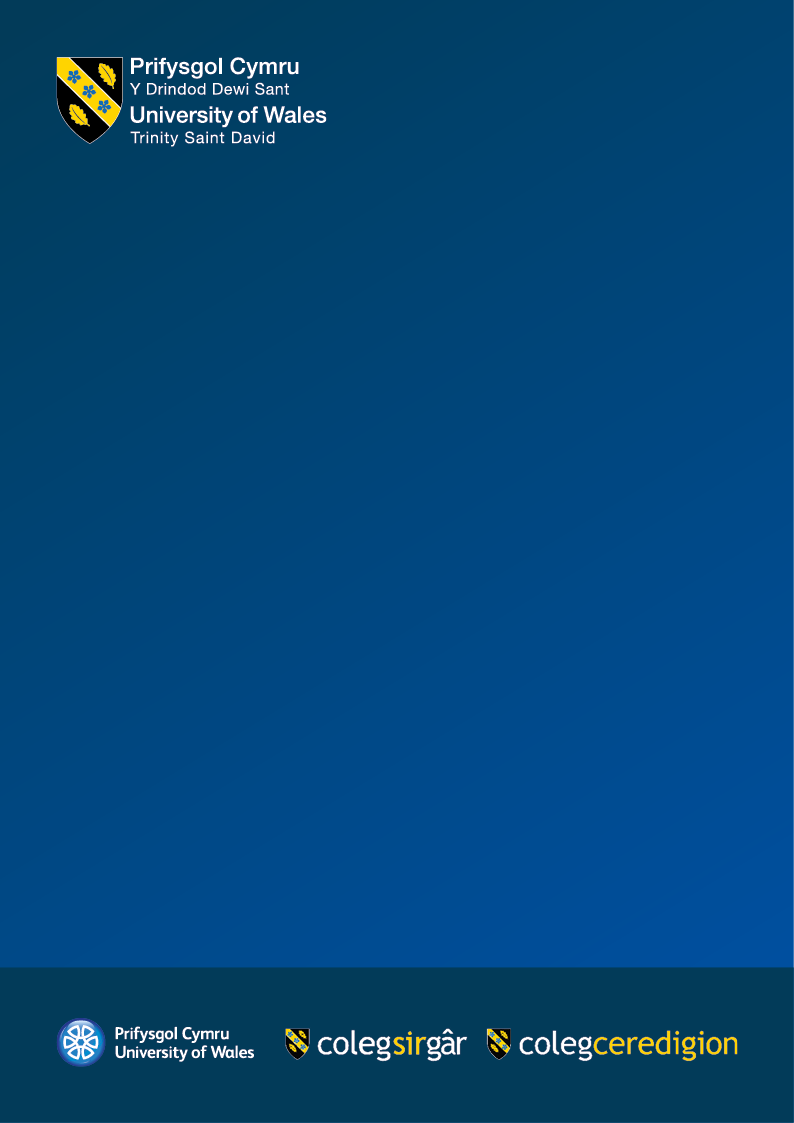 Prifysgol Cymru
Y Drindod Dewi Sant
University of Wales
Trinity Saint David
Prifysgol Cymru
University of Wales
colegsirgâr
colegceredigion